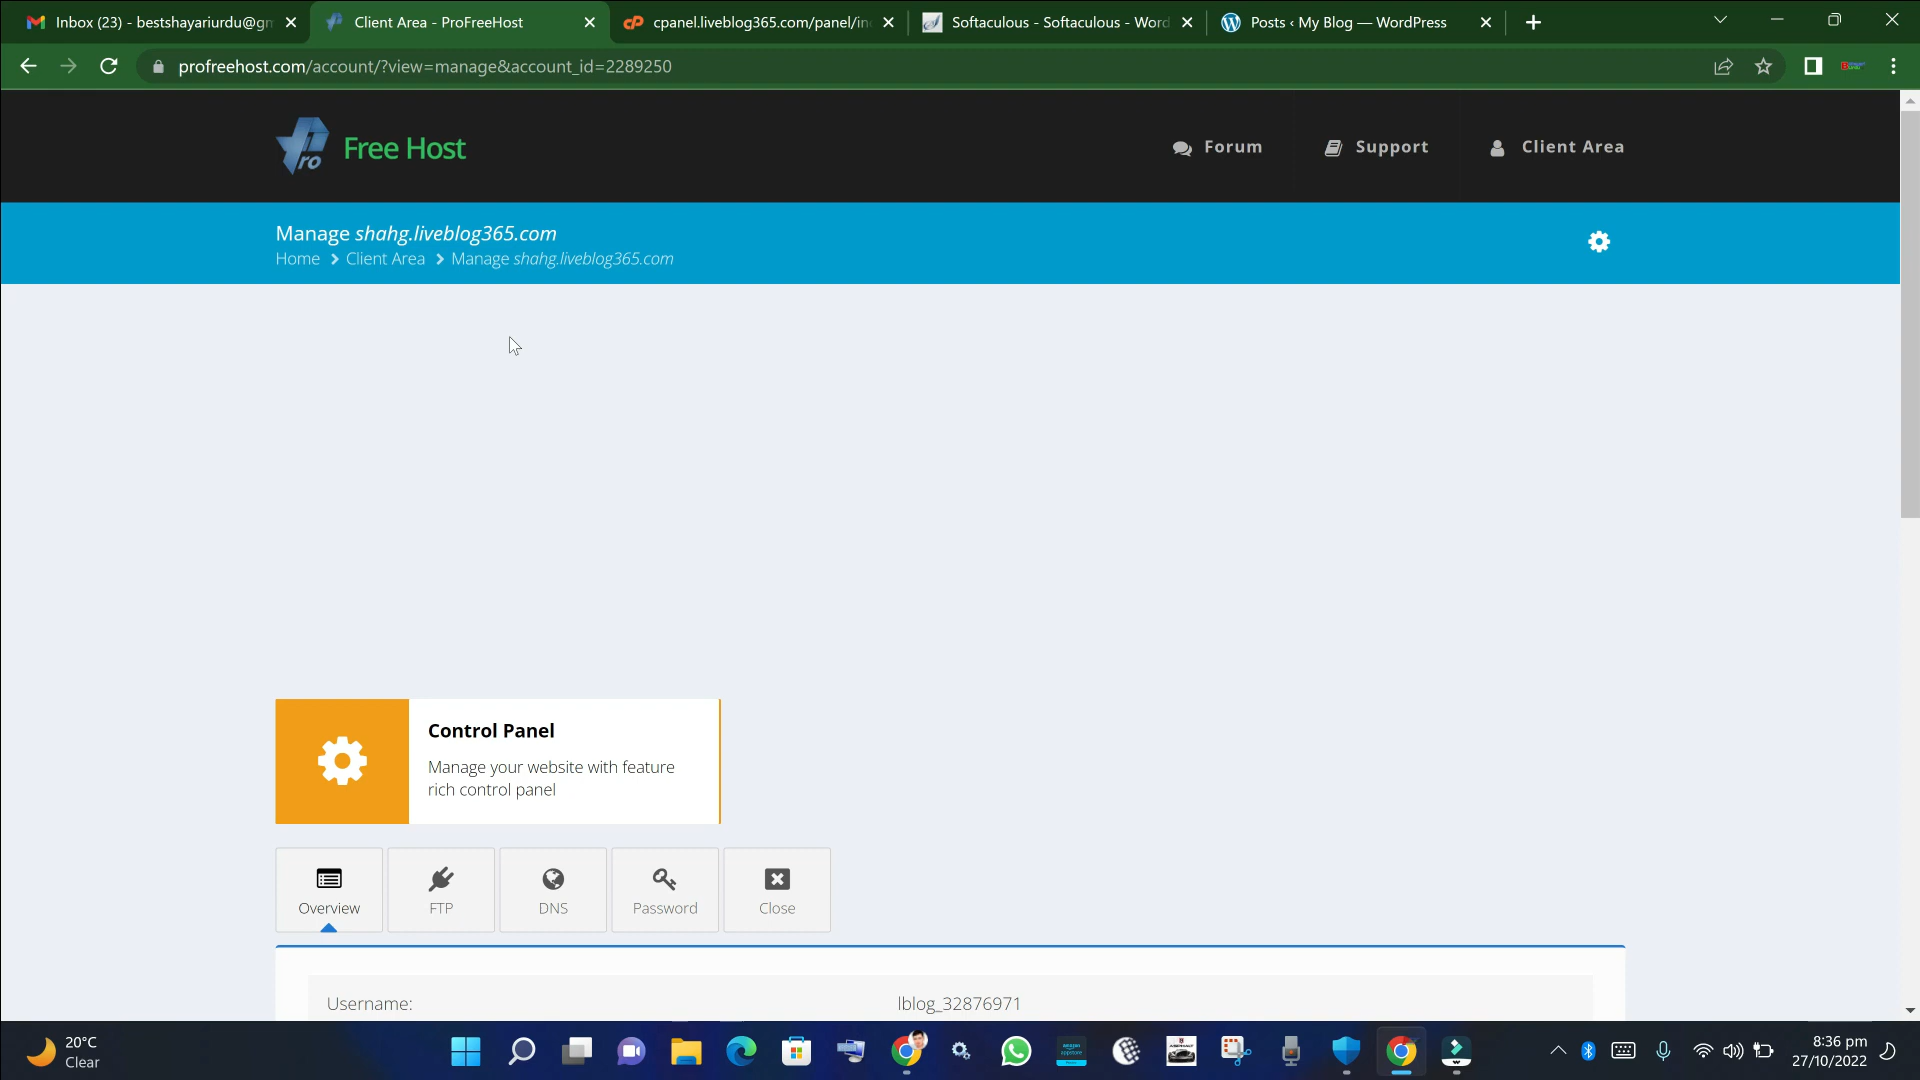 Inbox (23) - bestshayariurdu@gm
Client Area - ProFreeHost
cpanel.liveblog365.com/panel/in
Softaculous - Softaculous - Word
Posts ‹ My Blog — WordPress
profreehost.com/account/?view=manage&account_id=2289250
ro Free Host
Forum
Support
Client Area
Manage shahg.liveblog365.com
Home > Client Area > Manage shahg.liveblog365.com
Control Panel
Manage your website with feature
rich control panel
Overview
FTP
DNS
Password
Close
Username:
lblog_32876971
20°C
Clear
8:36 pm
27/10/2022